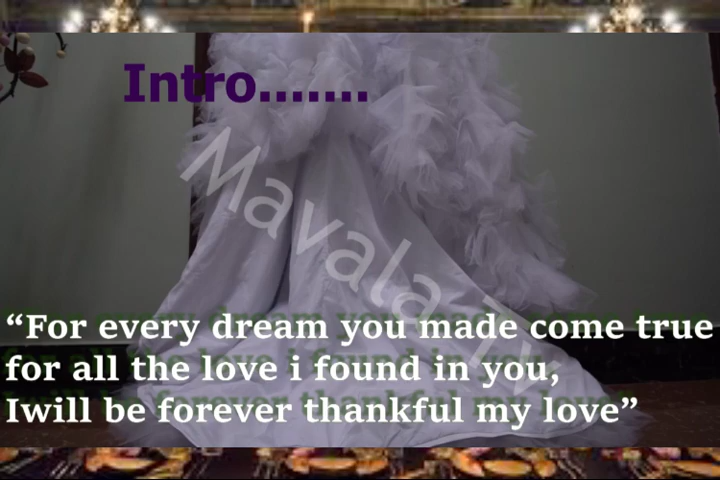 Intro.......
Mavala Tv
“For every dream you made come true
for all the love i found in you,
Iwill be forever thankful my love”